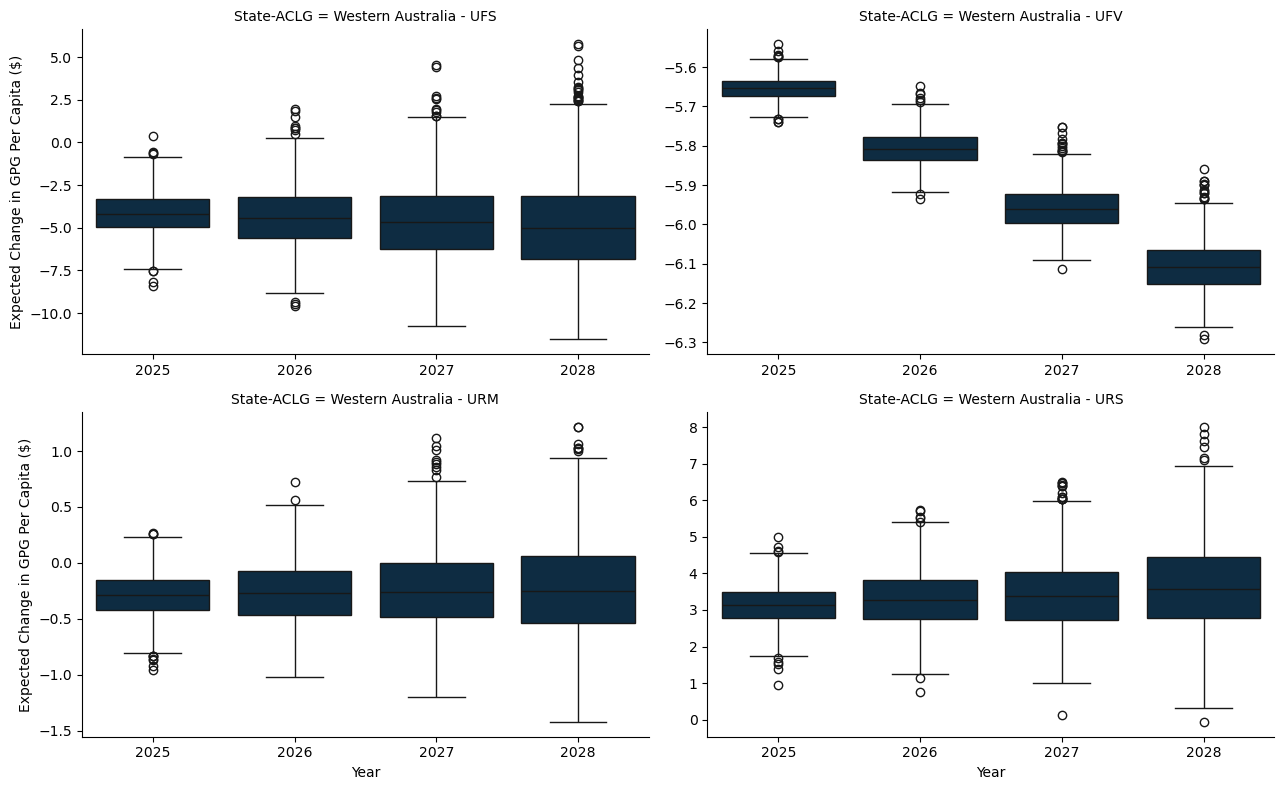 State-ACLG = Western Australia - UFS
Expected Change in GPG Per Capita ($)
5.0
2.5
0.0
−2.5
−5.0
−7.5
−10.0
2025 2026 2027 2028
State-ACLG = Western Australia - UFV
−5.6
−5.7
−5.8
−5.9
−6.0
−6.1
−6.2
−6.3
2025 2026 2027 2028
State-ACLG = Western Australia - URM
Expected Change in GPG Per Capita ($)
1.0
0.5
0.0
−0.5
−1.0
−1.5
2025 2026 2027 2028
Year
State-ACLG = Western Australia - URS
8
7
6
5
4
3
2
1
0
2025 2026 2027 2028
Year